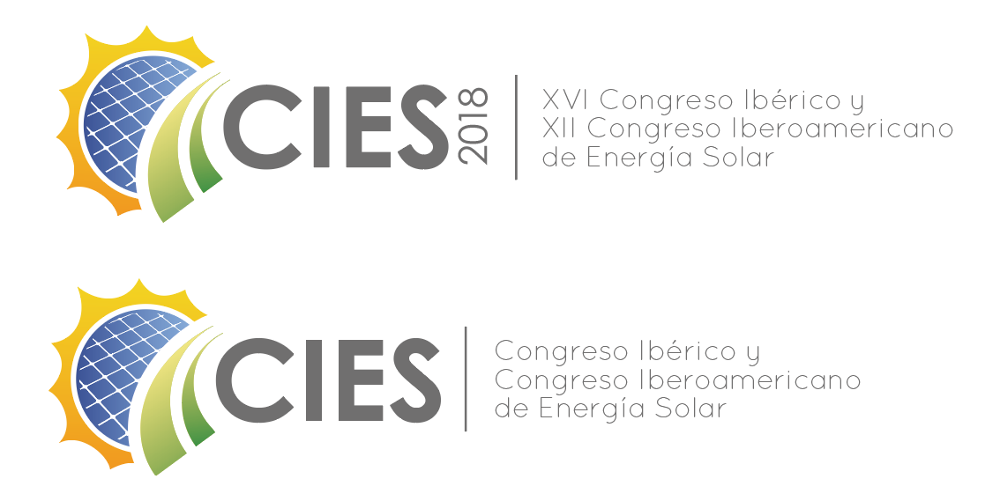 CIES 2018
XVI Congreso Ibérico y
XII Congreso Iberoamericano
de Energía Solar
CIES
Congreso Ibérico y
Congreso Iberoamericano
de Energía Solar